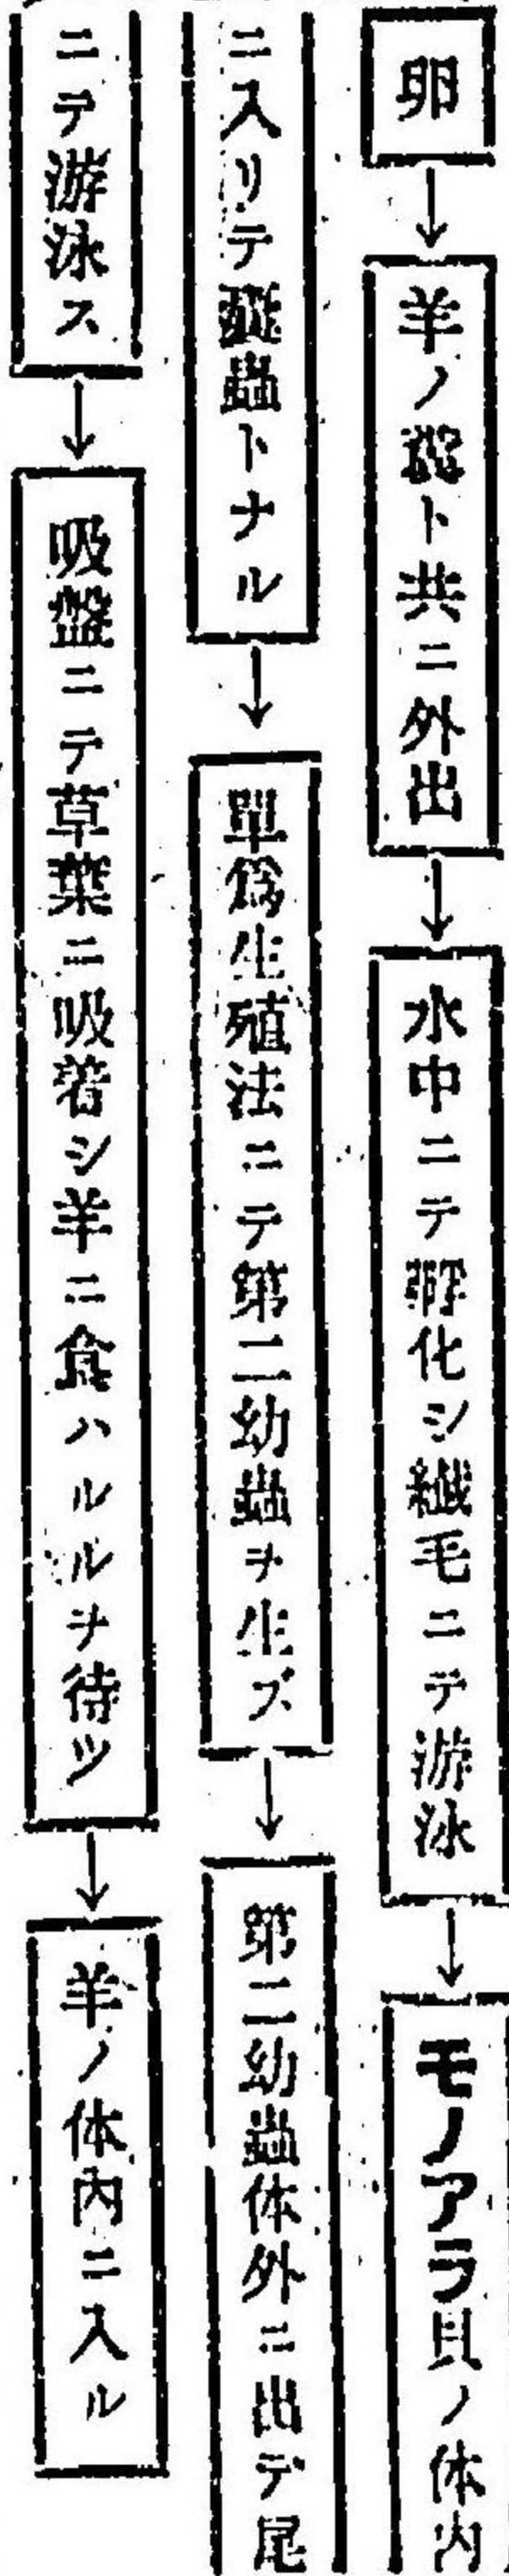 卵→羊ノ糞ト共ニ外出→水中ニテ孵化シ纎毛ニテ游泳→モノアラ貝ノ体内
ニ入リテ蟲トナル→單爲生殖法ニテ第二幼蟲ヲ生ズ→第二幼蟲体外ニ出デ尾
ニテ游泳ス→吸盤ニテ草葉ニ吸着シ羊ニ食ハルルヲ待ツ→羊ノ体内ニ入ル